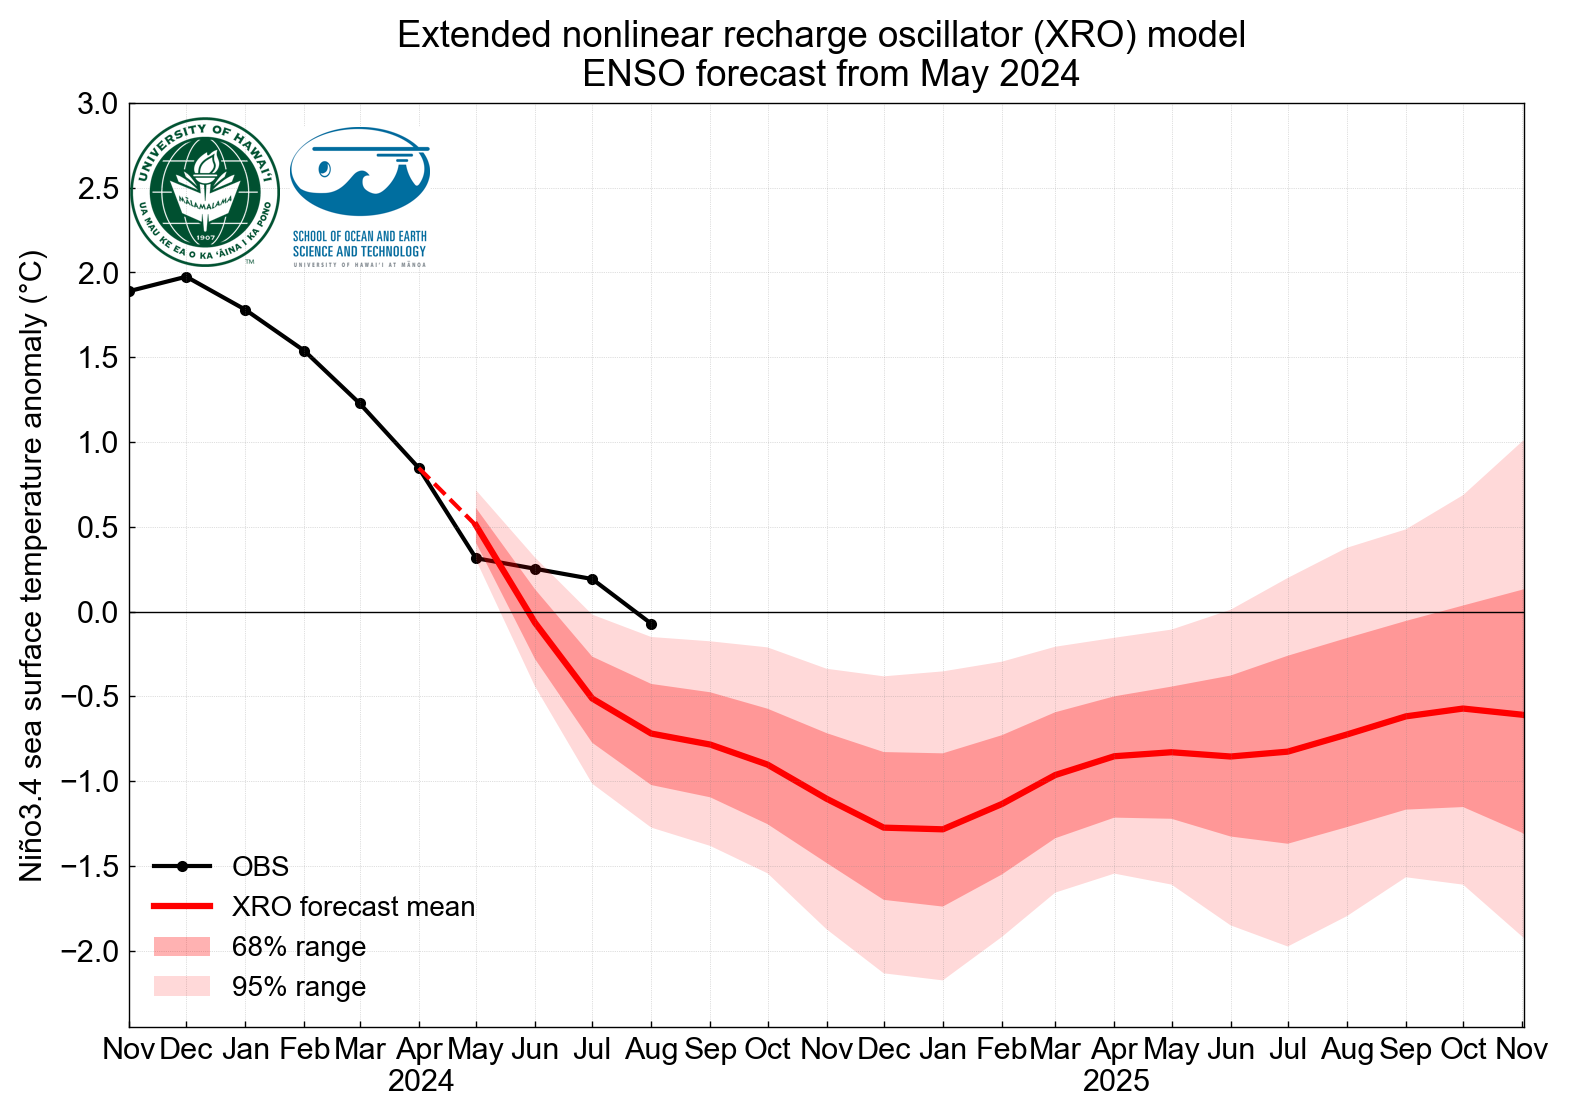 Extended nonlinear recharge oscillator (XRO) model
ENSO forecast from May 2024
3.0
2.5
2.0
1.5
1.0
0.5
0.0
−0.5
−1.0
−1.5
−2.0
Niño3.4 sea surface temperature anomaly (°C)
UNIVERSITY OF HAWAIʻI
MĀLAMALAMA
1907
UA MAU KE EA O KA ʻĀINA I KA PONO
TM
SCHOOL OF OCEAN AND EARTH
SCIENCE AND TECHNOLOGY
UNIVERSITY OF HAWAIʻI AT MĀNOA
OBS
XRO forecast mean
68% range
95% range
Nov Dec Jan Feb Mar Apr May Jun Jul Aug Sep Oct Nov Dec Jan Feb Mar Apr May Jun Jul Aug Sep Oct Nov
2024 2025